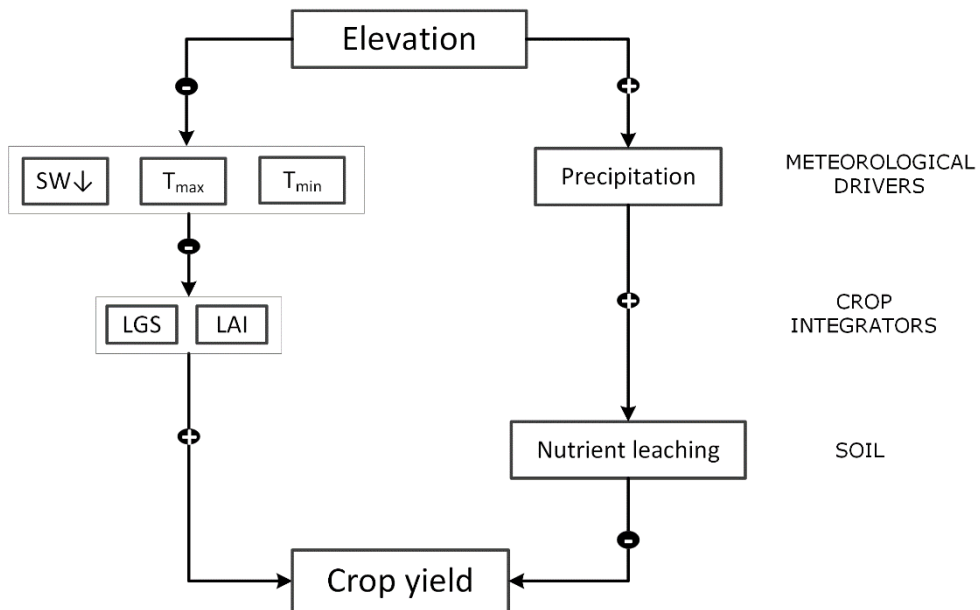 Elevation
-
+
SW↓
Tmax
Tmin
Precipitation
METEOROLOGICAL
DRIVERS
-
+
LGS
LAI
CROP
INTEGRATORS
+
Nutrient leaching
SOIL
-
Crop yield